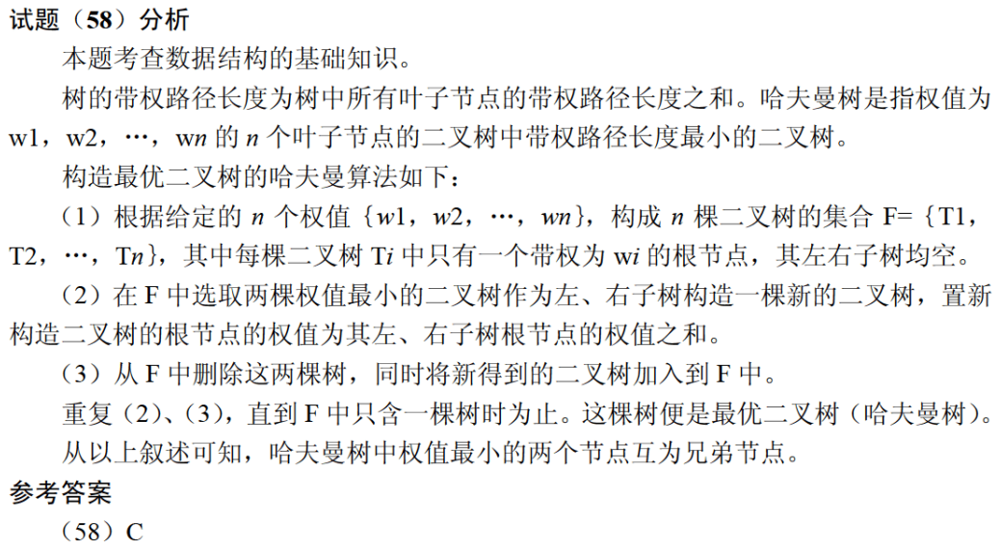 试题（58）分析
本题考查数据结构的基础知识。
树的带权路径长度为树中所有叶子节点的带权路径长度之和。哈夫曼树是指权值为
w1，w2，…，wn 的 n 个叶子节点的二叉树中带权路径长度最小的二叉树。
构造最优二叉树的哈夫曼算法如下：
（1）根据给定的 n 个权值｛w1，w2，…，wn｝，构成 n 棵二叉树的集合 F=｛T1，
T2，…，Tn｝，其中每棵二叉树 Ti 中只有一个带权为 wi 的根节点，其左右子树均空。
（2）在 F 中选取两棵权值最小的二叉树作为左、右子树构造一棵新的二叉树，置新
构造二叉树的根节点的权值为其左、右子树根节点的权值之和。
（3）从 F 中删除这两棵树，同时将新得到的二叉树加入到 F 中。
重复（2）、（3），直到 F 中只含一棵树时为止。这棵树便是最优二叉树（哈夫曼树）。
从以上叙述可知，哈夫曼树中权值最小的两个节点互为兄弟节点。
参考答案
（58）C